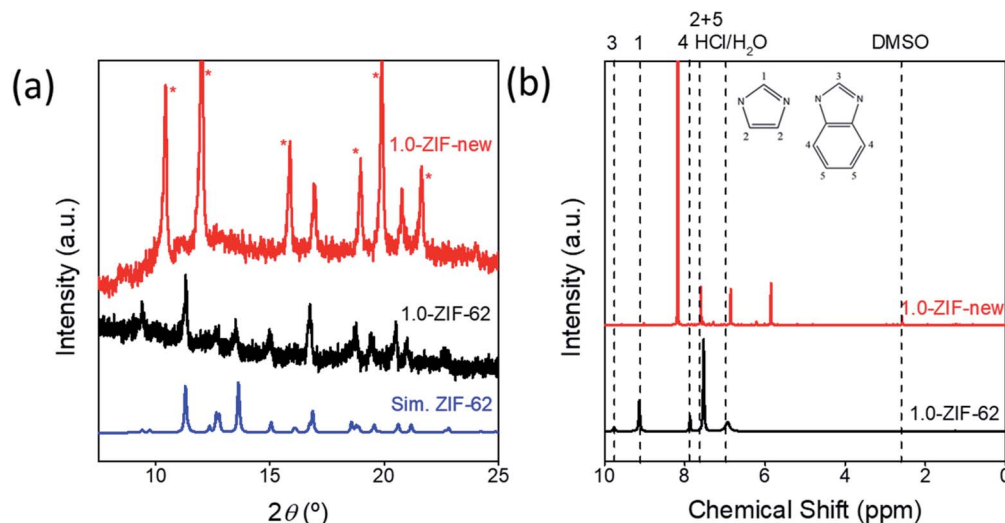 (a)
Intensity (a.u.)
* * * * * *
1.0-ZIF-new
1.0-ZIF-62
Sim. ZIF-62
10 15 20 25
2θ (º)
(b)
2+5
3 1 4 HCl/H₂O DMSO
1 3
N N N N
2 2 4 4
5 5
Intensity (a.u.)
1.0-ZIF-new
1.0-ZIF-62
10 8 6 4 2 0
Chemical Shift (ppm)